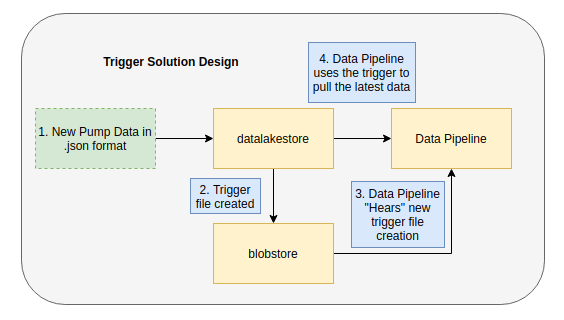 Trigger Solution Design
4. Data Pipeline
uses the trigger to
pull the latest data
1. New Pump Data in
.json format
datalakestore
Data Pipeline
2. Trigger
file created
3. Data Pipeline
"Hears" new
trigger file
creation
blobstore